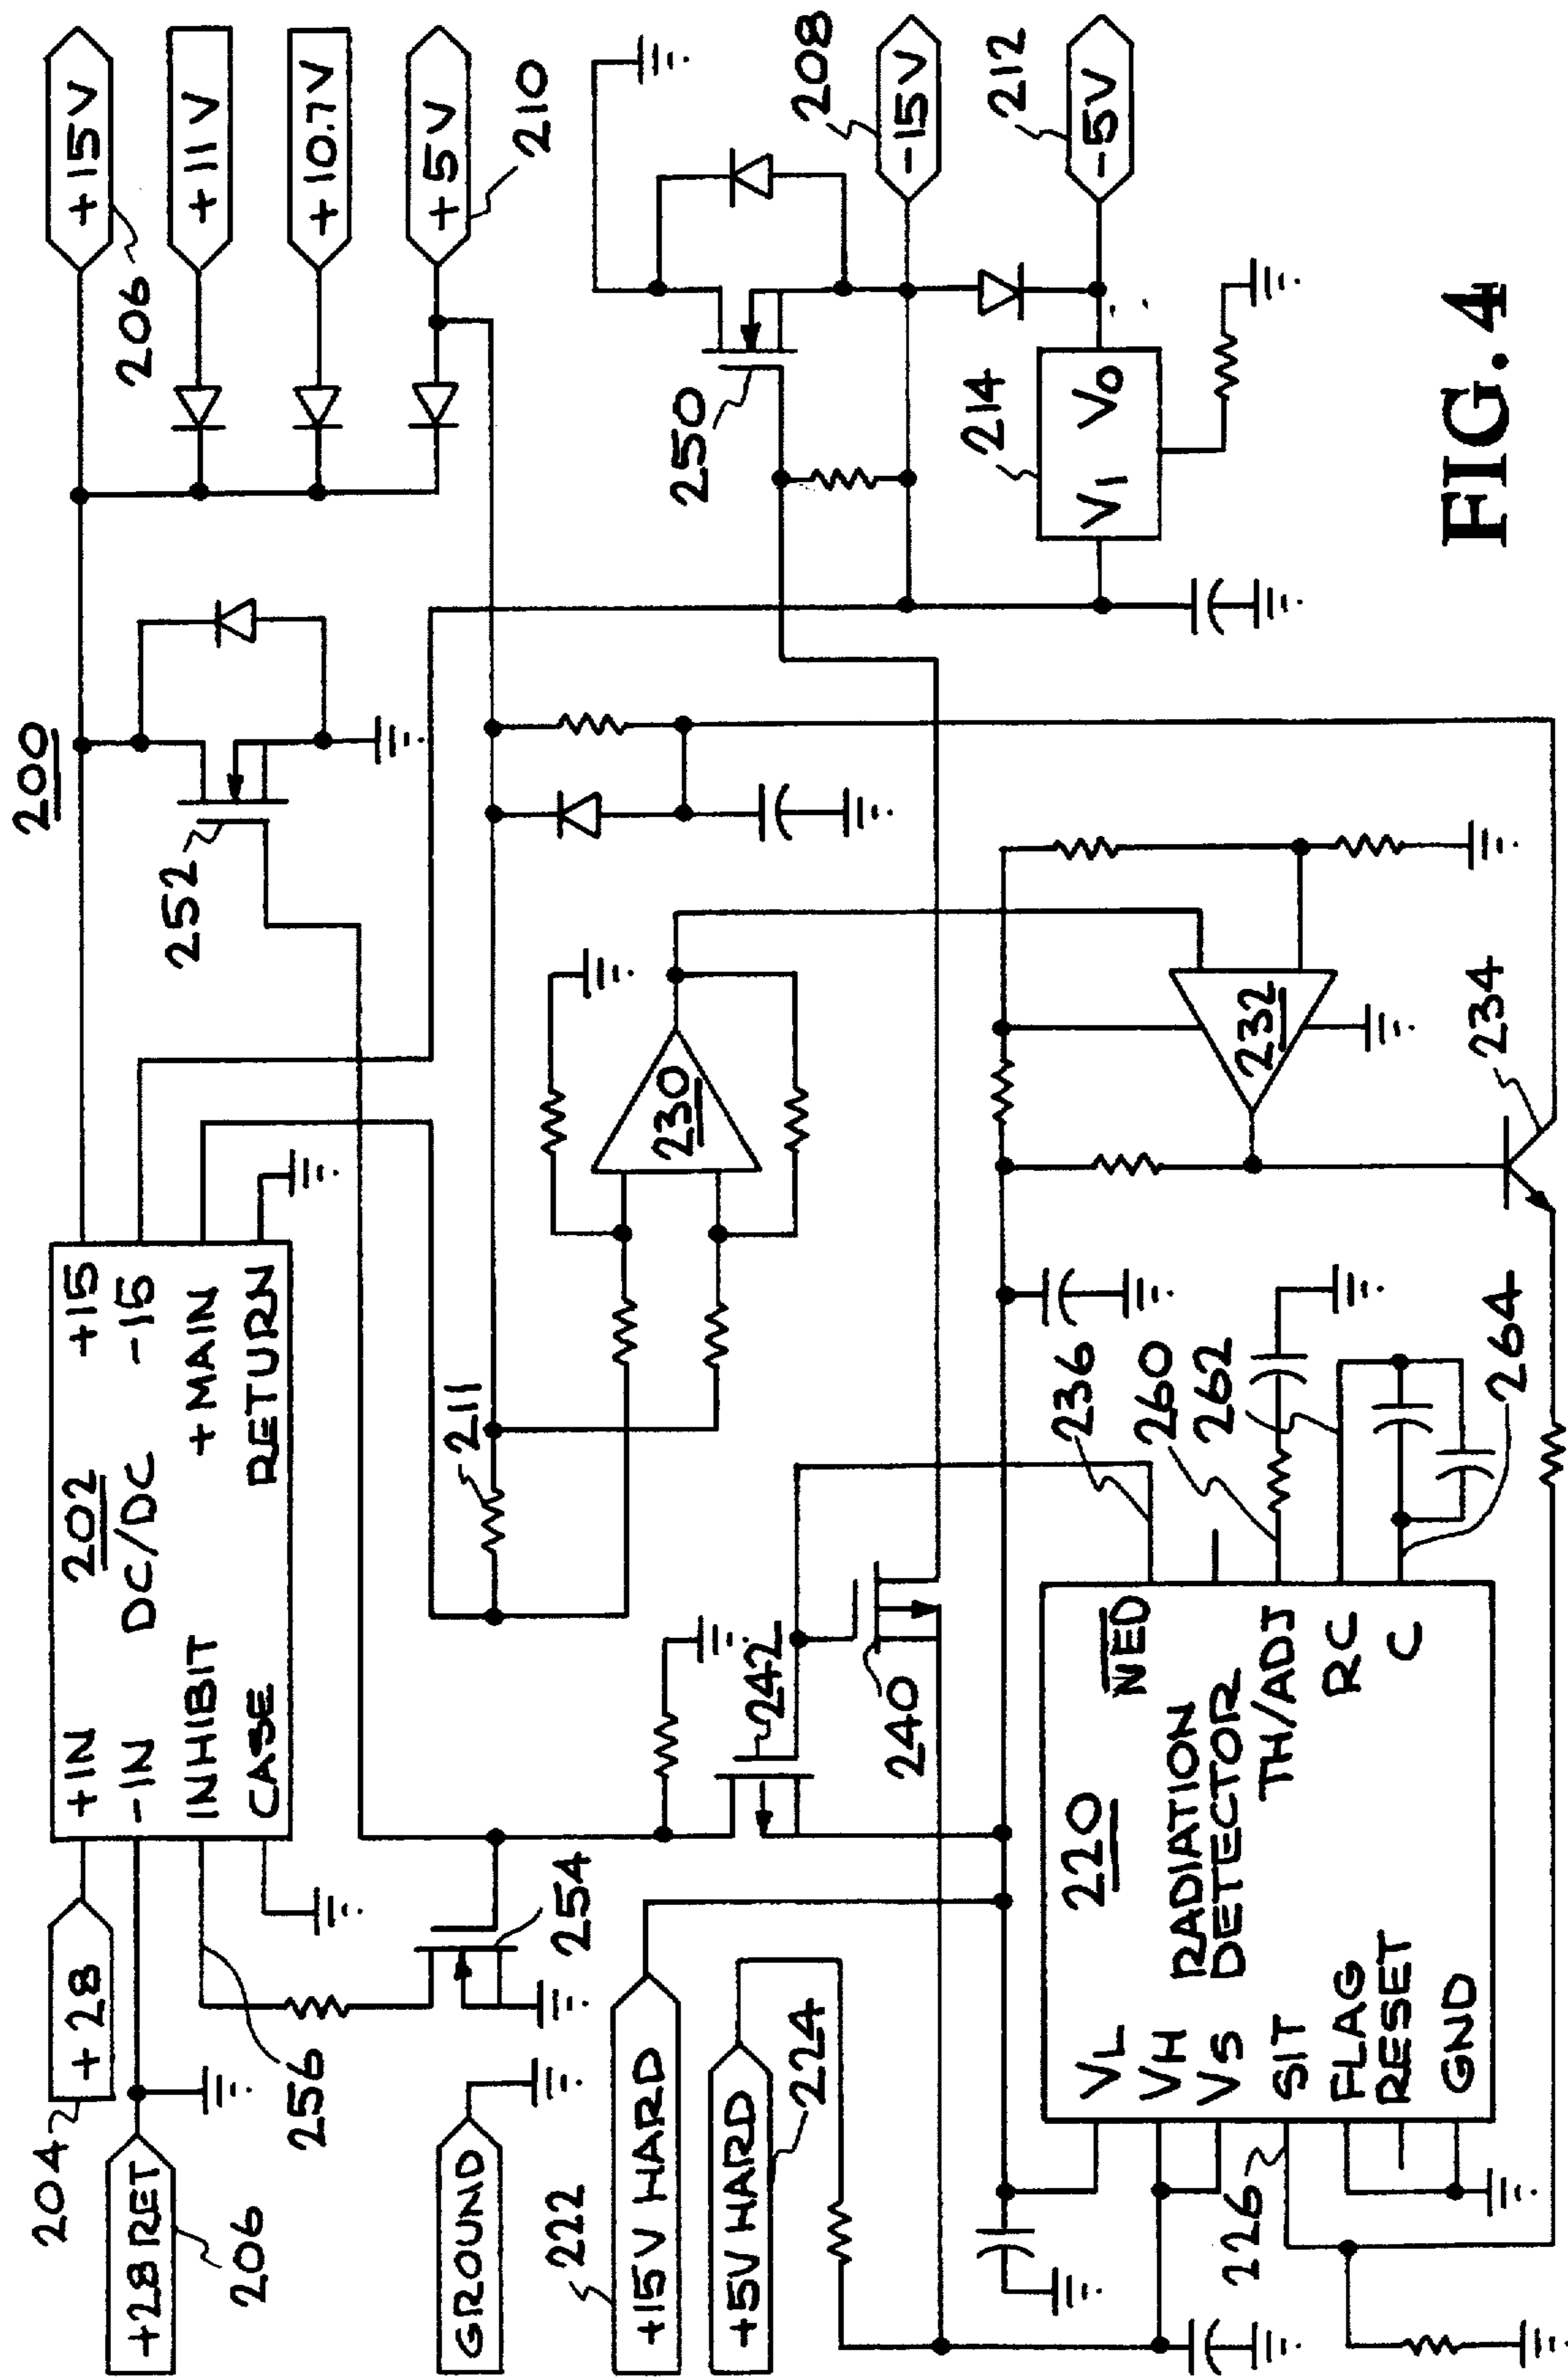 200
+28
204
+28 RET
206
+IN
-IN
INHIBIT
CASE
202
DC/DC
+15
-15
+MAIN
RETURN
256
254
GROUND
252
+15V
206
+11V
+10.7V
+5V
210
211
222
+15V HARD
+5V HARD
224
242
240
230
250
208
-15V
212
-5V
214
VI
VO
232
234
236
260
262
264
220
RADIATION
DETECTOR
VL
VH
VS
SIT
FLAG
RESET
GND
NED
TH/ADJ
RC
C
226
FIG. 4